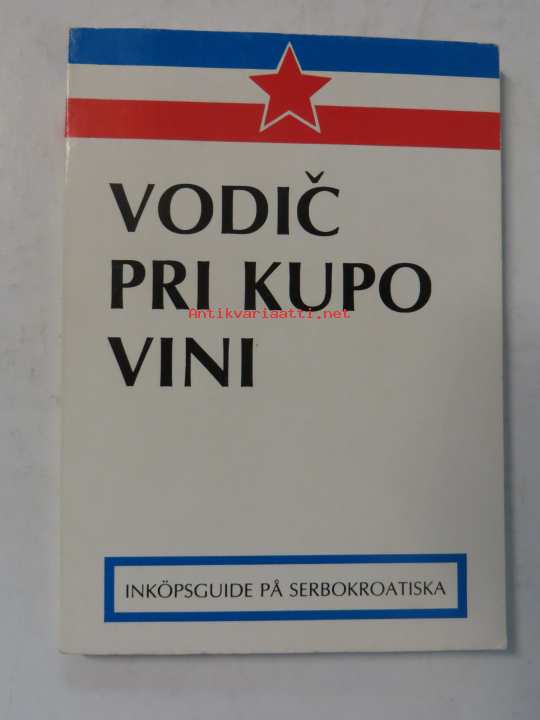 VODIČ
PRI KUPO
Antikvariaatti.net
VINI
INKÖPSGUIDE PÅ SERBOKROATISKA